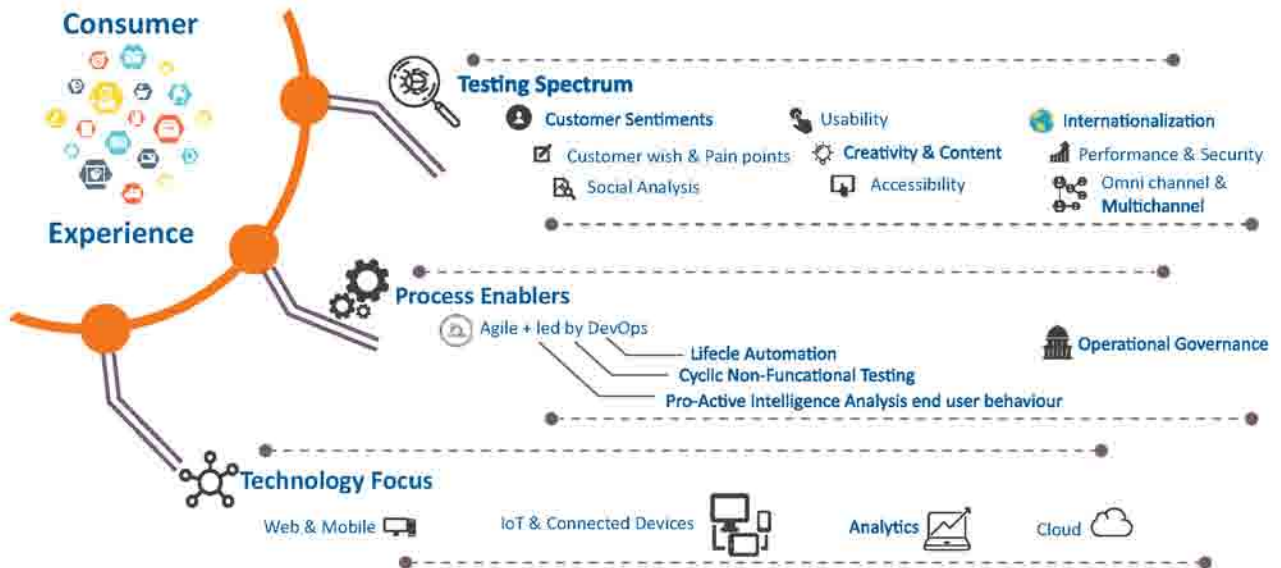 Consumer
Experience
Testing Spectrum
Customer Sentiments
Usability
Internationalization
Customer wish & Pain points
Creativity & Content
Performance & Security
Social Analysis
Accessibility
Omni channel &
Multichannel
Process Enablers
Agile + led by DevOps
Operational Governance
Lifecle Automation
Cyclic Non-Funcational Testing
Pro-Active Intelligence Analysis end user behaviour
Technology Focus
Web & Mobile
IoT & Connected Devices
Analytics
Cloud